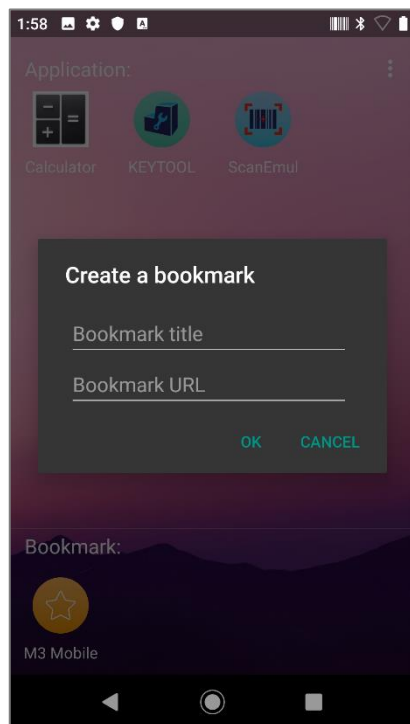 1:58
Application:
Calculator KEYTOOL ScanEmul
Create a bookmark
Bookmark title
Bookmark URL
OK CANCEL
Bookmark:
M3 Mobile